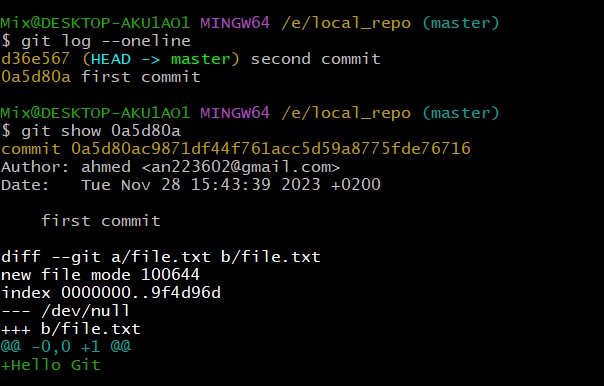 Mix@DESKTOP-AKU1AO1 MINGW64 /e/local_repo (master)
$ git log --oneline
d36e567 (HEAD -> master) second commit
0a5d80a first commit

Mix@DESKTOP-AKU1AO1 MINGW64 /e/local_repo (master)
$ git show 0a5d80a
commit 0a5d80ac9871df44f761acc5d59a8775fde76716
Author: ahmed <an223602@gmail.com>
Date:   Tue Nov 28 15:43:39 2023 +0200

    first commit

diff --git a/file.txt b/file.txt
new file mode 100644
index 0000000..9f4d96d
--- /dev/null
+++ b/file.txt
@@ -0,0 +1 @@
+Hello Git